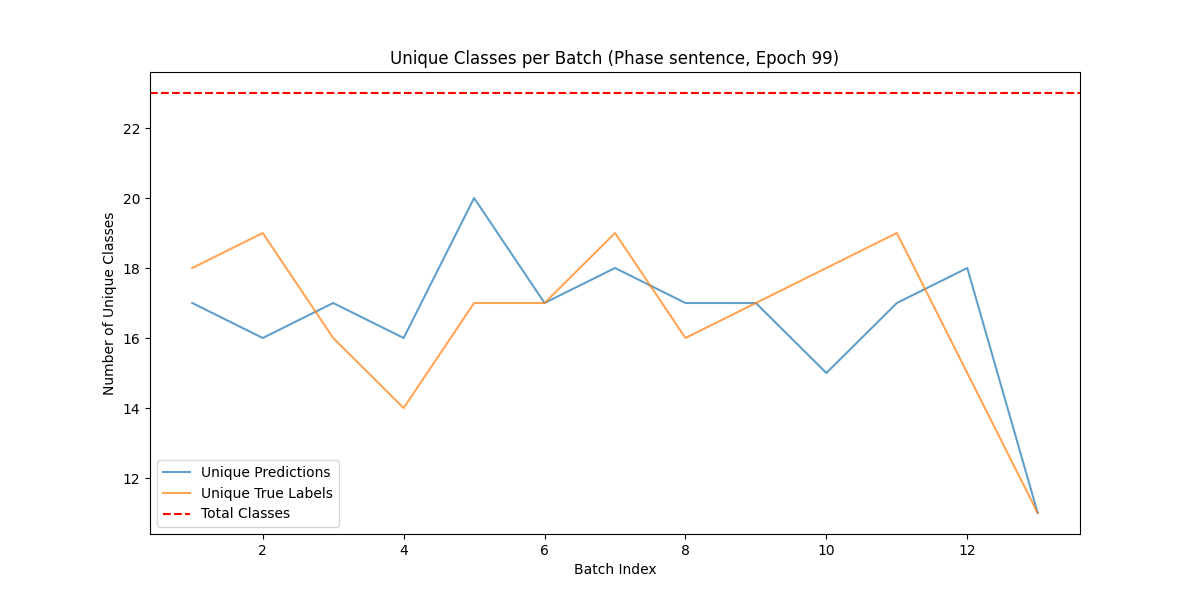 Unique Classes per Batch (Phase sentence, Epoch 99)
Number of Unique Classes
22
20
18
16
14
12
Unique Predictions
Unique True Labels
Total Classes
2 4 6 8 10 12
Batch Index